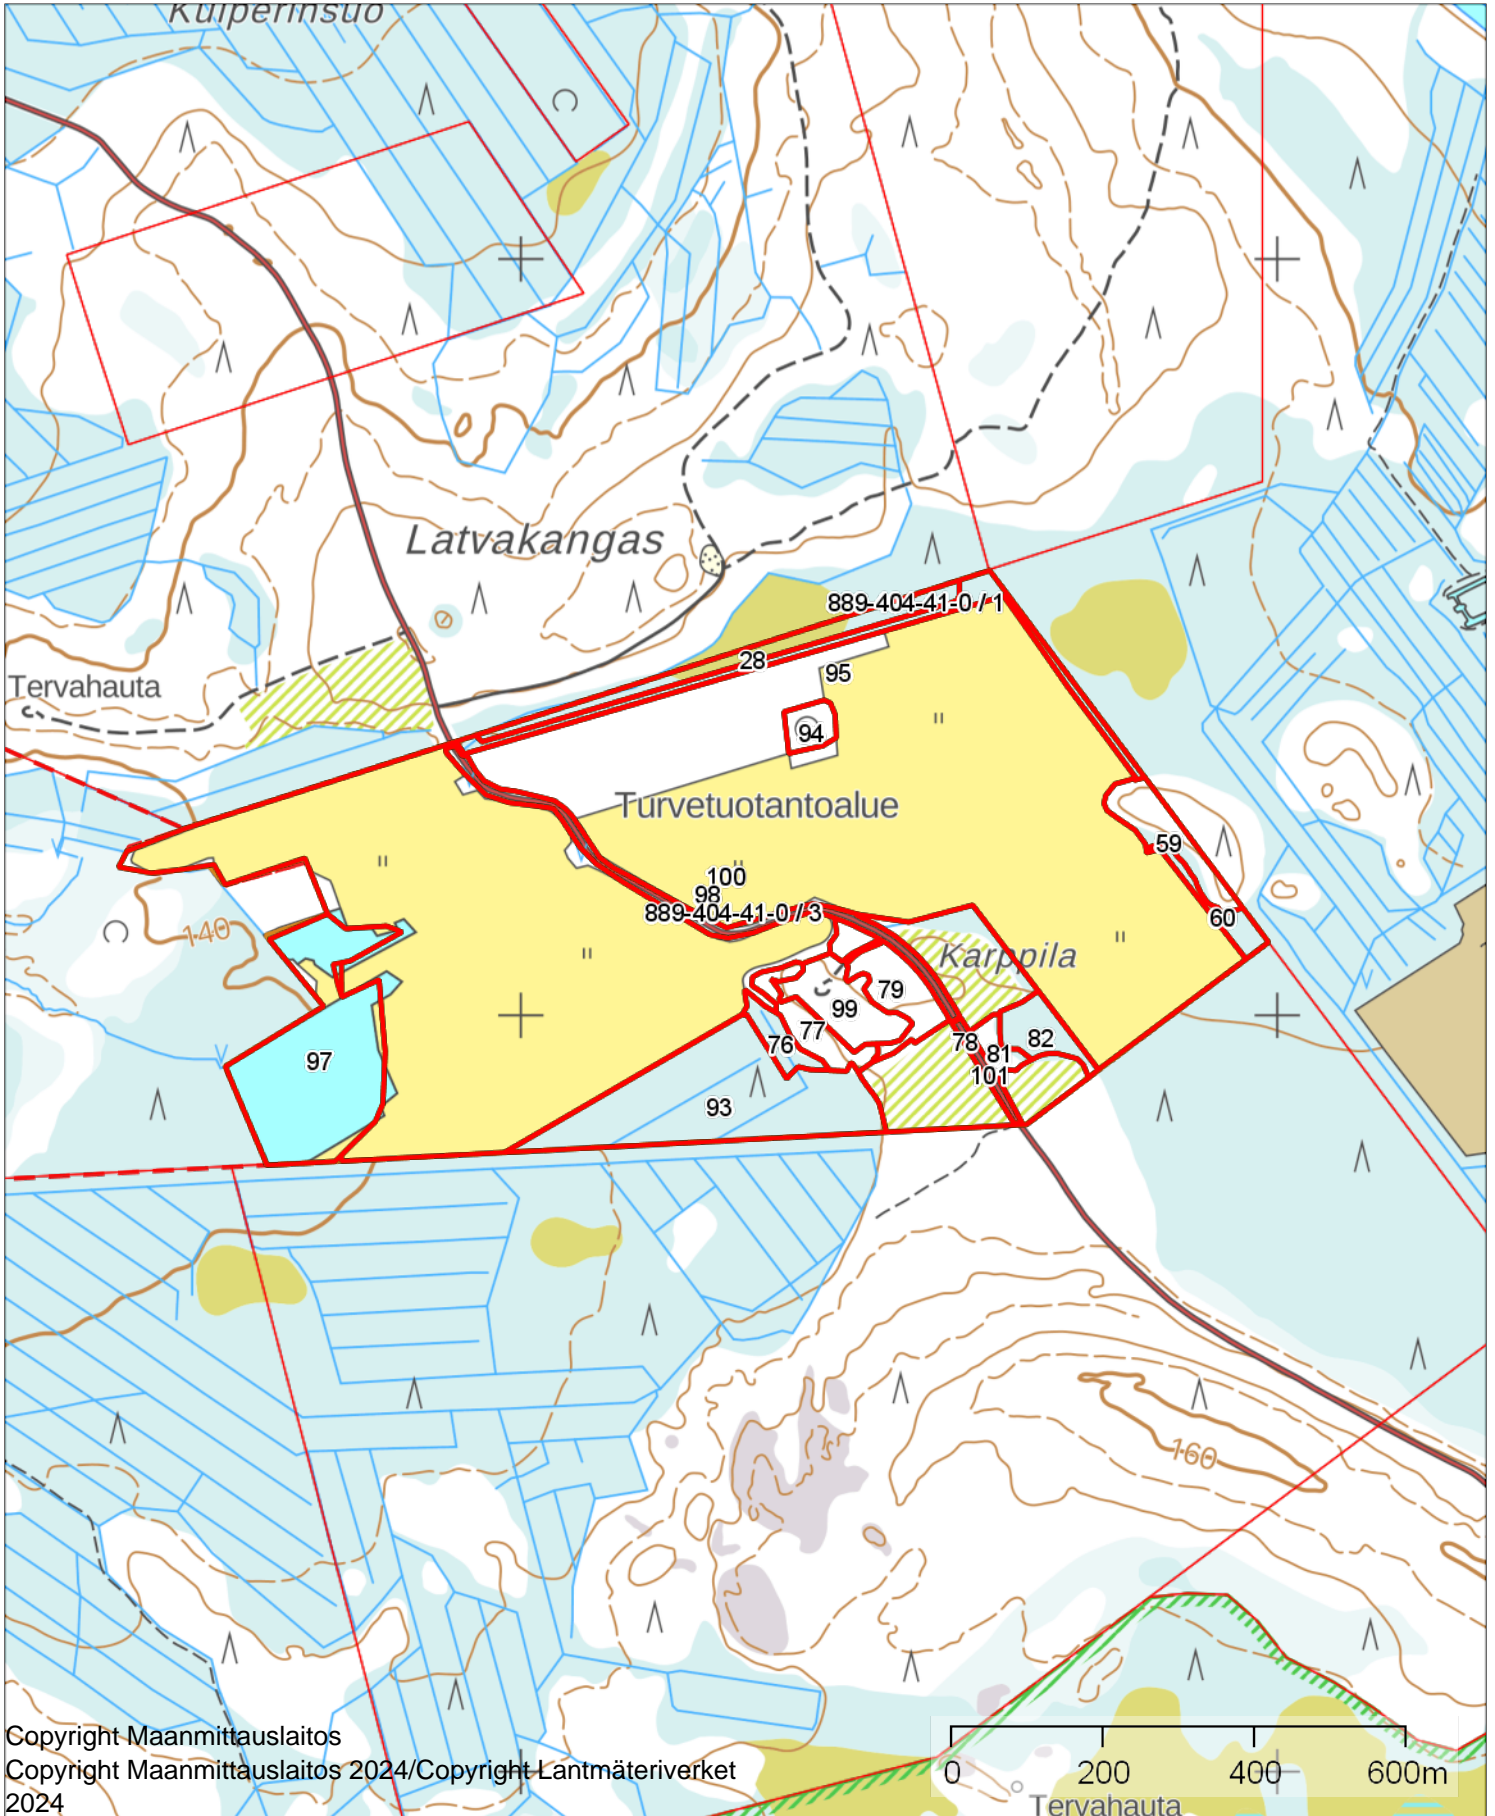 Kuiperinsuo
Latvakangas
889-404-41-0 / 1
28
95
Tervahauta
94
Turvetuotantoalue
59
100
98
889-404-41-0 / 3
60
140
Karppila
79
99
77
76
78
82
81
97
101
93
160
Copyright Maanmittauslaitos
Copyright Maanmittauslaitos 2024/Copyright Lantmäteriverket
2024
0 200 400 600m
Tervahauta